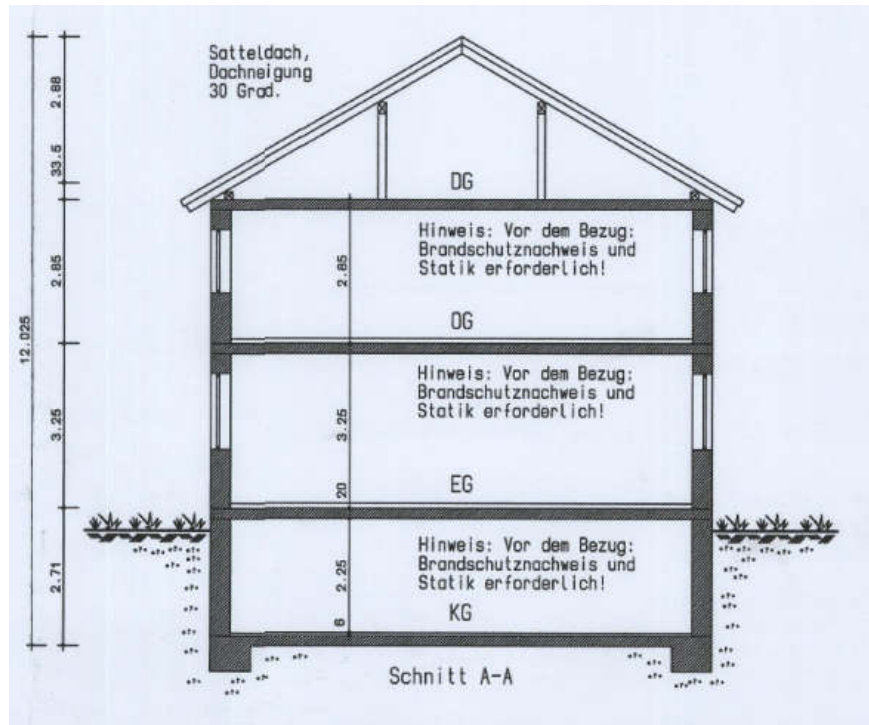 Satteldach,
Dachneigung
30 Grad.
2.88
33.5
DG
Hinweis: Vor dem Bezug:
Brandschutznachweis und
Statik erforderlich!
2.85
2.85
OG
12.025
Hinweis: Vor dem Bezug:
Brandschutznachweis und
Statik erforderlich!
3.25
3.25
EG
20
Hinweis: Vor dem Bezug:
Brandschutznachweis und
Statik erforderlich!
2.71
2.25
KG
6
Schnitt A-A